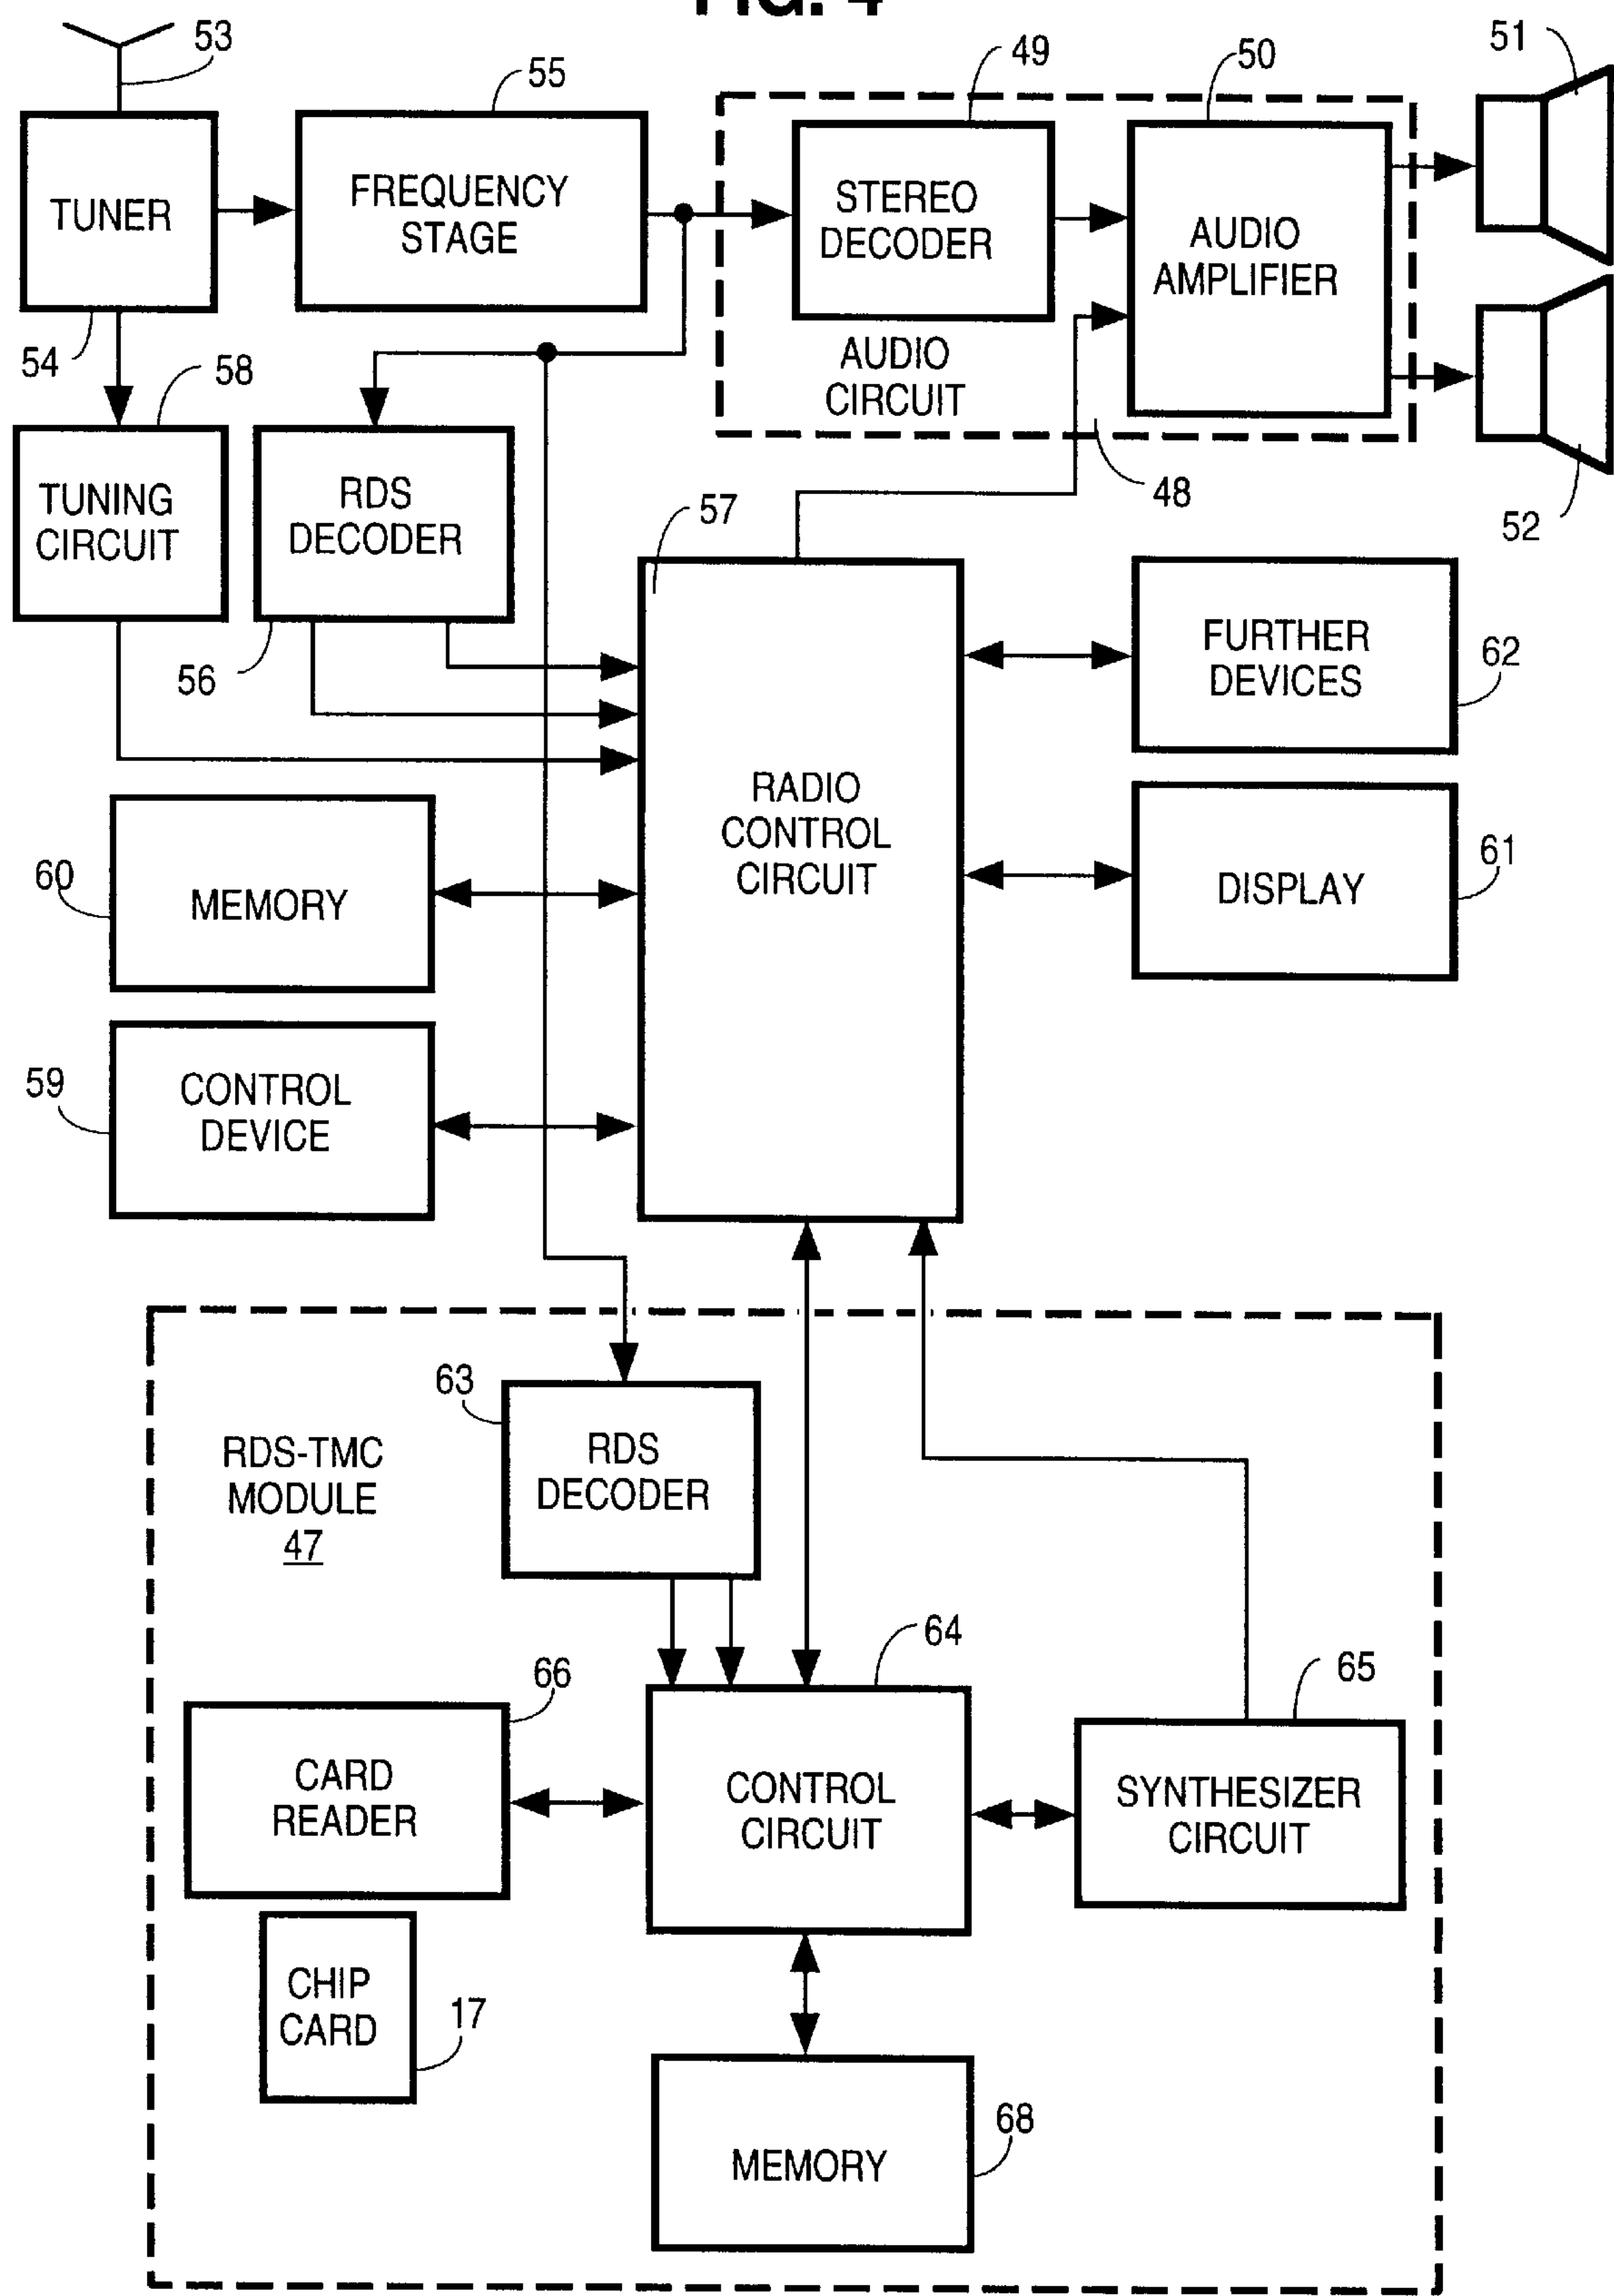 FIG. 4
53
55
49
50
51
TUNER
FREQUENCY
STAGE
STEREO
DECODER
AUDIO
AMPLIFIER
54
58
AUDIO
CIRCUIT
48
52
TUNING
CIRCUIT
RDS
DECODER
57
56
FURTHER
DEVICES
62
RADIO
CONTROL
CIRCUIT
60
MEMORY
DISPLAY
61
59
CONTROL
DEVICE
63
RDS-TMC
MODULE
47
RDS
DECODER
64
66
65
CARD
READER
CONTROL
CIRCUIT
SYNTHESIZER
CIRCUIT
CHIP
CARD
17
MEMORY
68